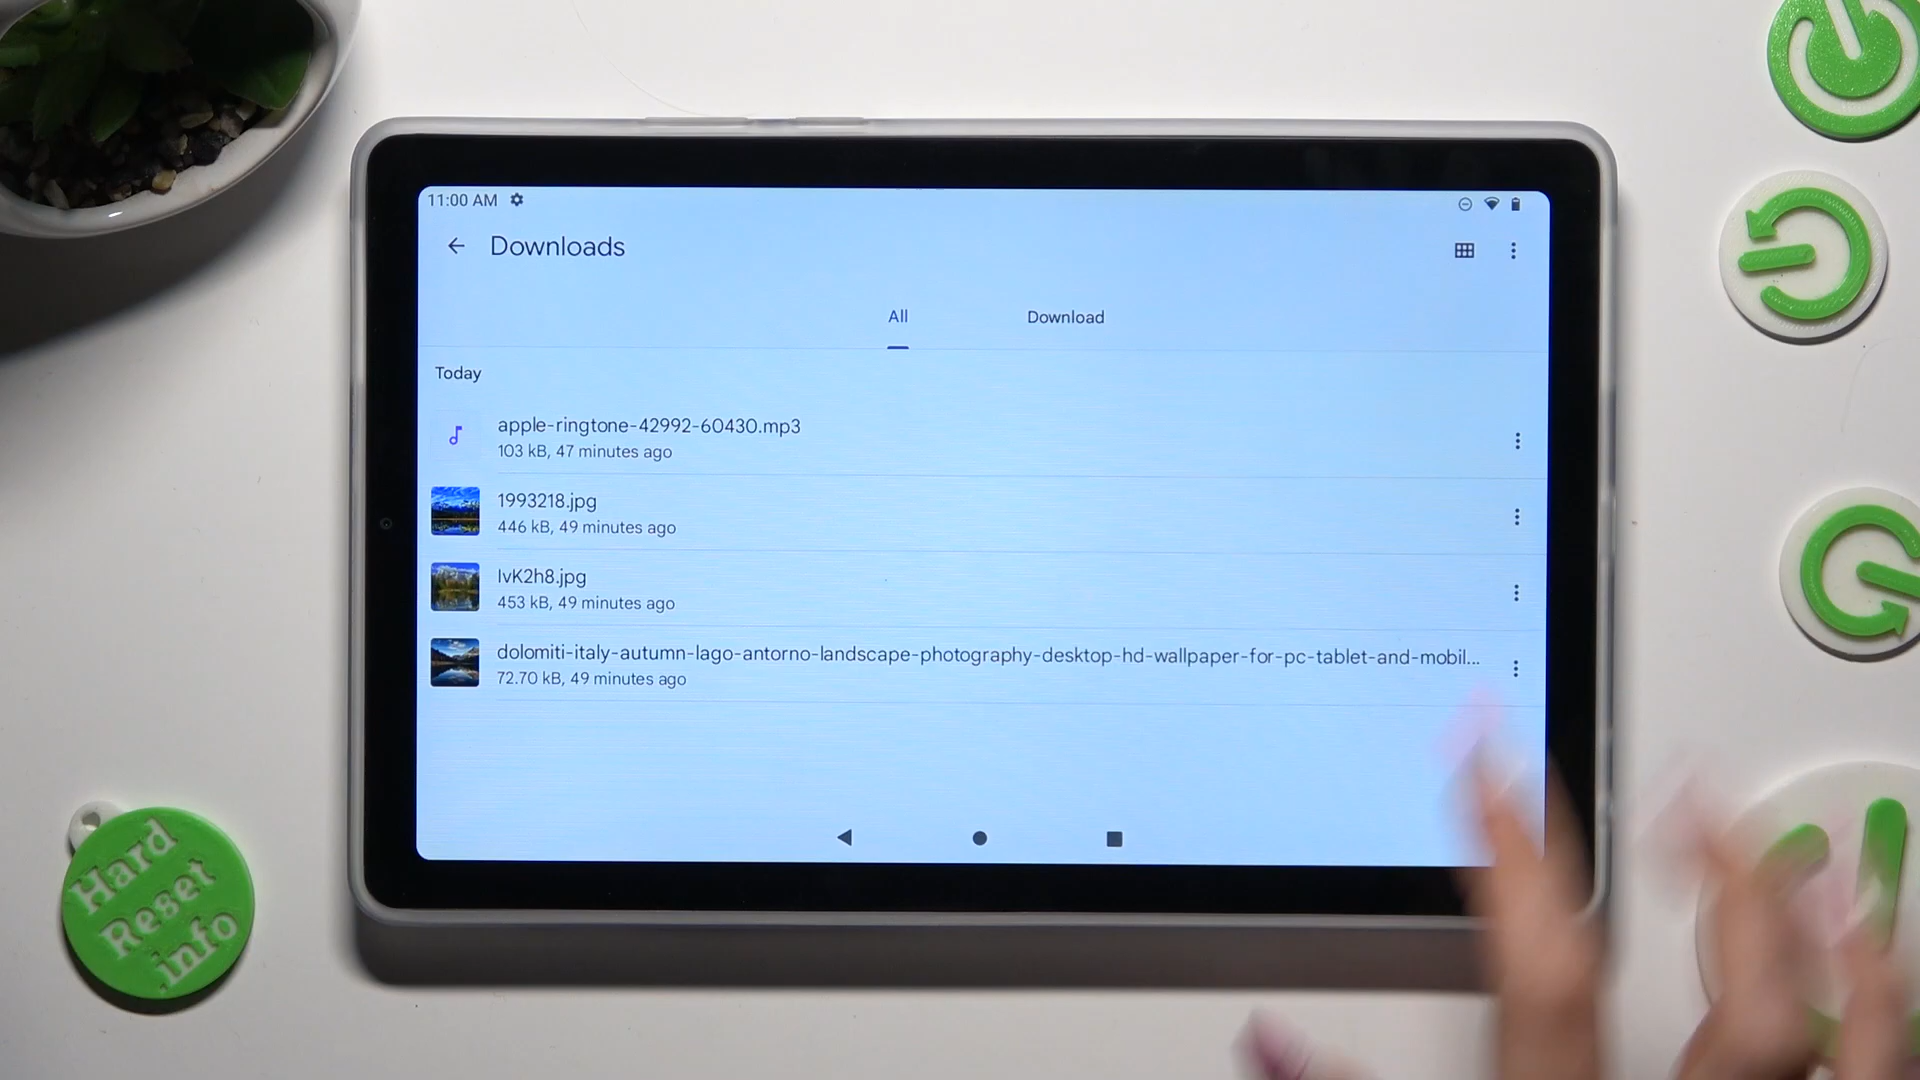 11:00 AM
Downloads
All
Download
Today
apple-ringtone-42992-60430.mp3
103 kB, 47 minutes ago
1993218.jpg
446 kB, 49 minutes ago
IvK2h8.jpg
453 kB, 49 minutes ago
dolomiti-italy-autumn-lago-antorno-landscape-photography-desktop-hd-wallpaper-for-pc-tablet-and-mobil...
72.70 kB, 49 minutes ago
Hard
Reset
.info